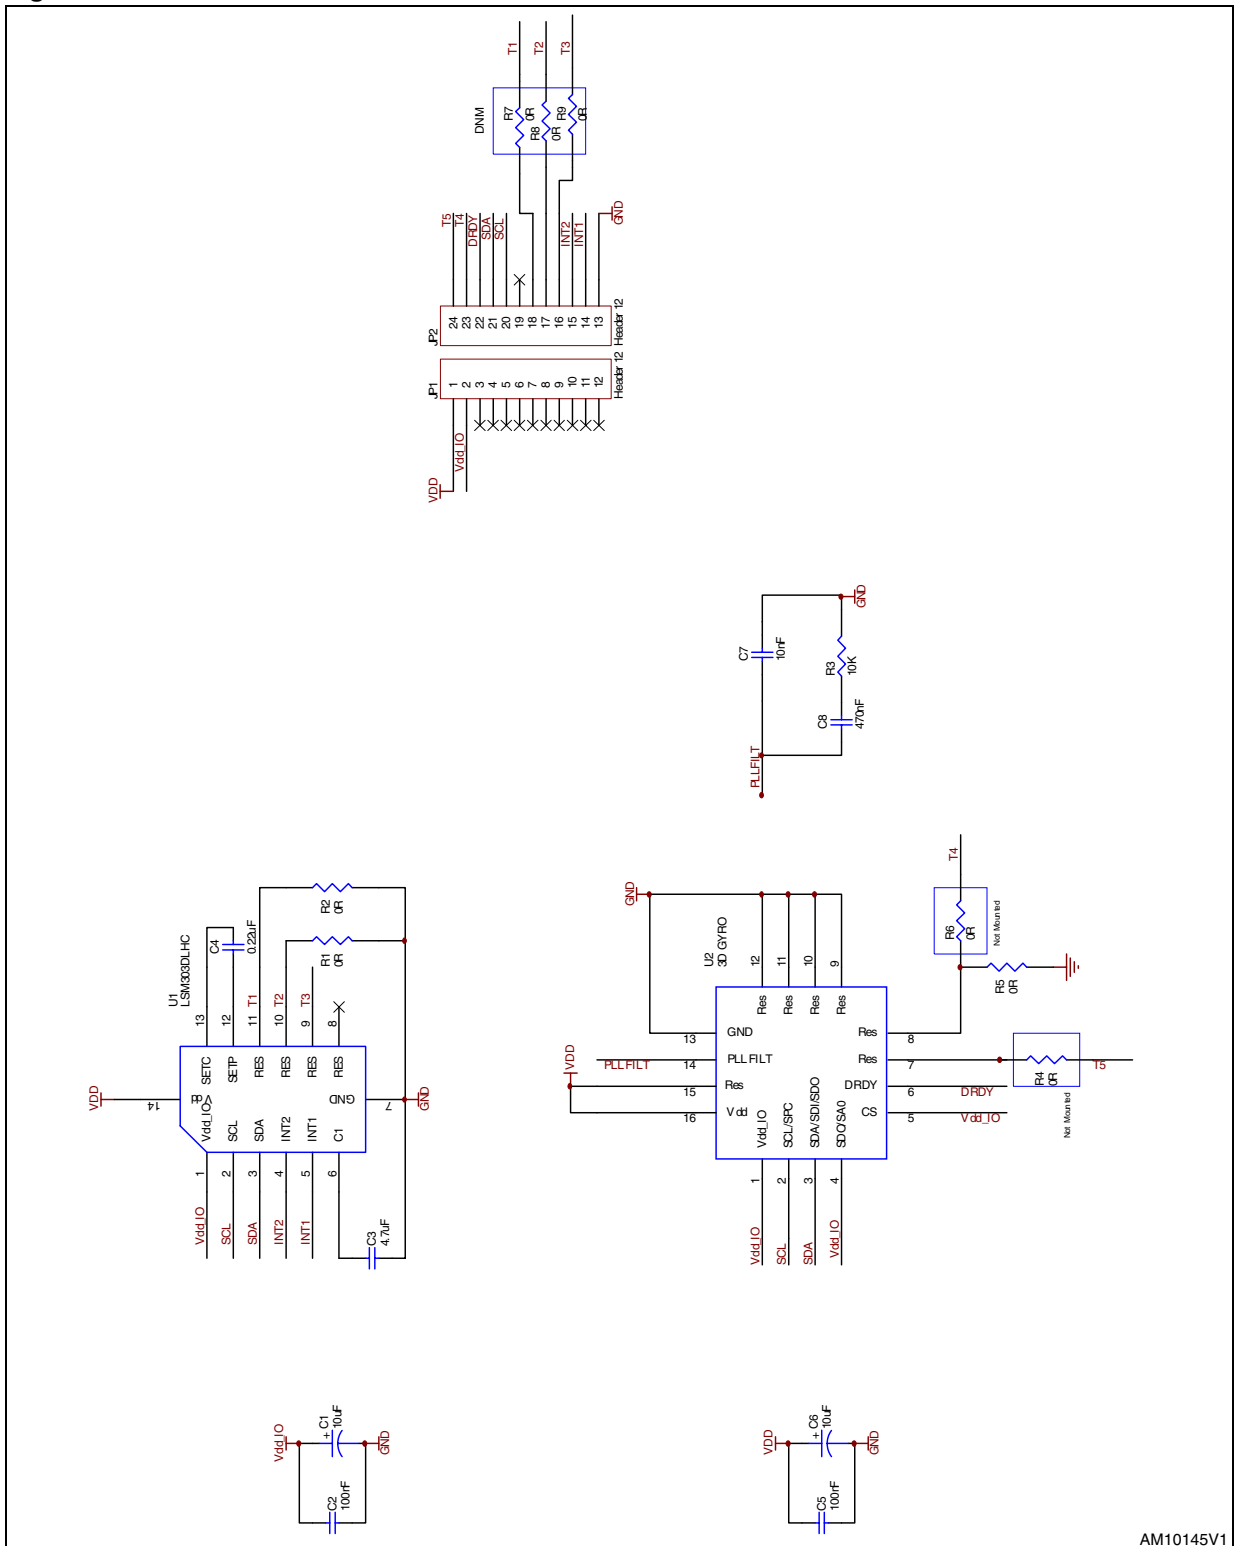 T1
T2
T3
DNM
R7
0R
R8
0R
R9
0R
T5
T4
DRDY
SDA
SCL
INT2
INT1
GND
JP2
24
23
22
21
20
19
18
17
16
15
14
13
Header 12
JP1
1
2
3
4
5
6
7
8
9
10
11
12
Header 12
VDD
Vdd_IO
GND
C7
10nF
R3
10K
C8
470nF
PLLFILT
U1
LSM303DLHC
C4
0.22uF
R2
0R
R1
0R
T1
T2
T3
13
12
11
10
9
8
SETC
SETP
RES
RES
RES
RES
VDD
14
Vdd
GND
7
GND
Vdd_IO
SCL
SDA
INT2
INT1
C1
1
2
3
4
5
6
Vdd_IO
SCL
SDA
INT2
INT1
C3
4.7uF
GND
U2
3D GYRO
12
11
10
9
Res
Res
Res
Res
T4
R6
0R
Not Mounted
R5
0R
13
GND
Res
8
VDD
PLLFILT
14
PLLFILT
Res
7
R4
0R
T5
Not Mounted
15
Res
DRDY
6
DRDY
16
Vdd
CS
5
Vdd_IO
Vdd_IO
SCL/SPC
SDA/SDI/SDO
SDO/SA0
1
2
3
4
Vdd_IO
SCL
SDA
Vdd_IO
Vdd_IO
C1
+
10uF
GND
C2
100nF
VDD
C6
+
10uF
GND
C5
100nF
AM10145V1